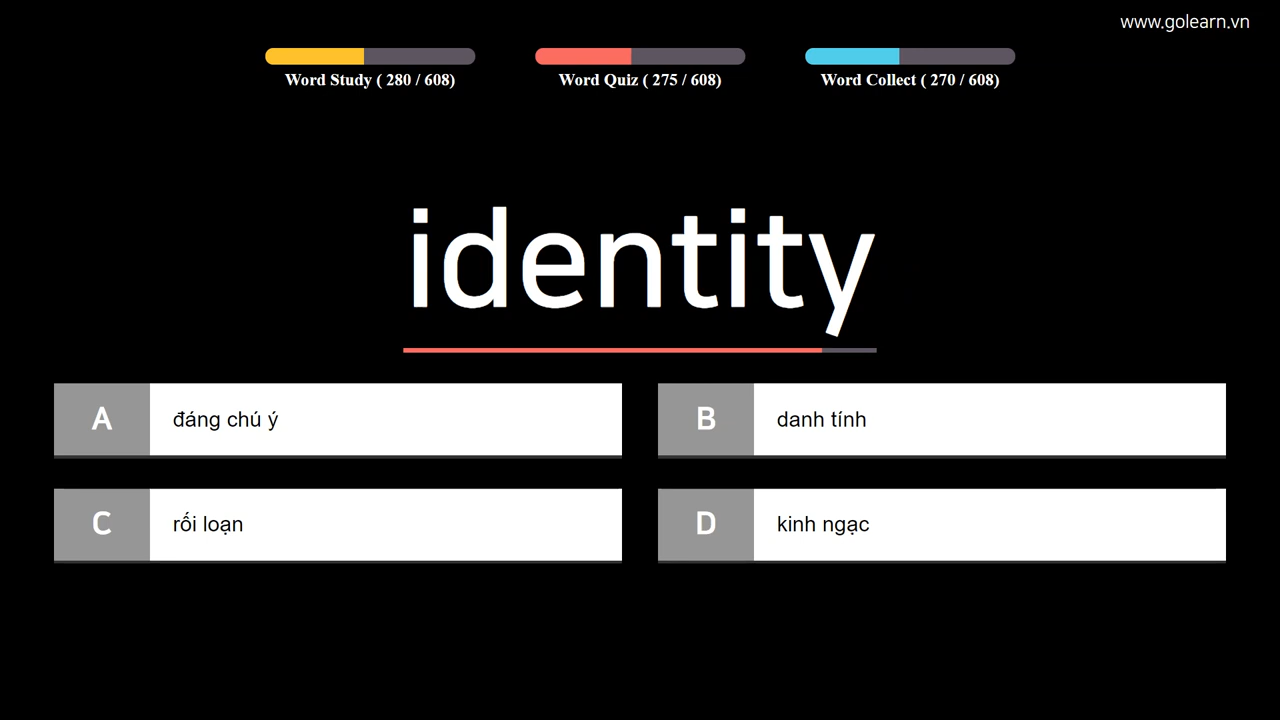 www.golearn.vn
Word Study ( 280 / 608)
Word Quiz ( 275 / 608)
Word Collect ( 270 / 608)
identity
A đáng chú ý
B danh tính
C rối loạn
D kinh ngạc